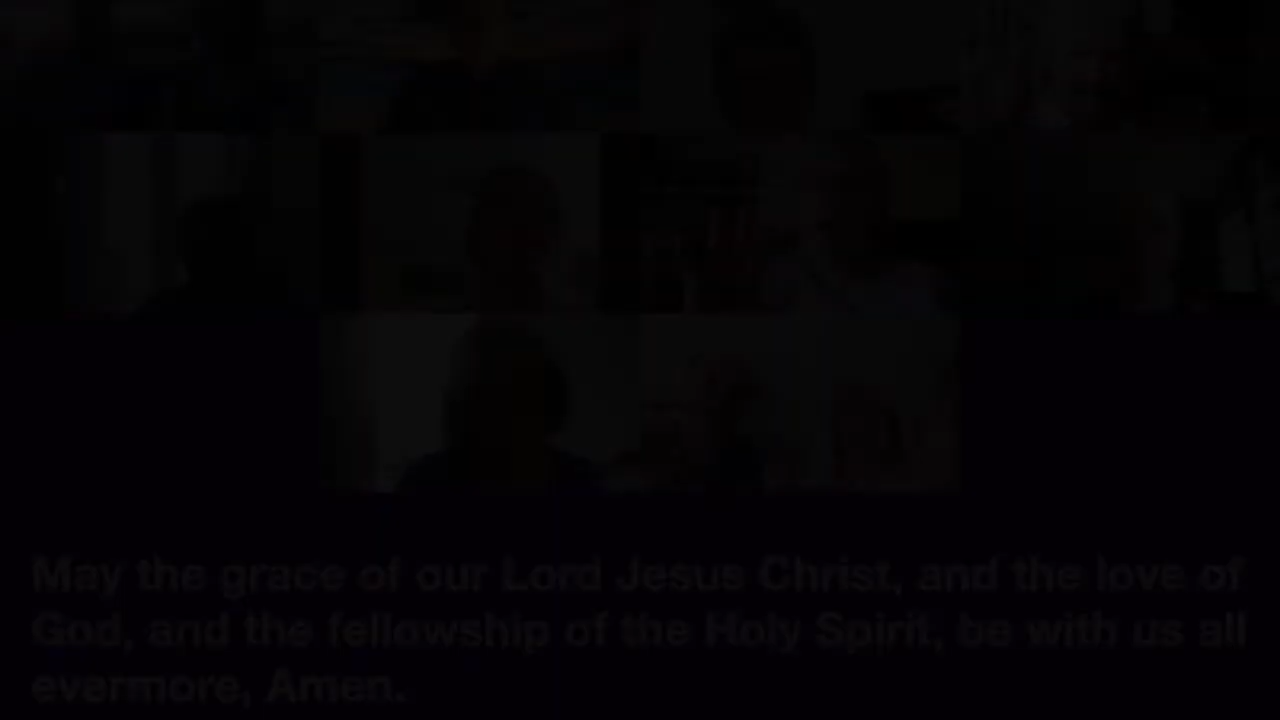 May the grace of our Lord Jesus Christ, and the love of
God, and the fellowship of the Holy Spirit, be with us all
evermore, Amen.